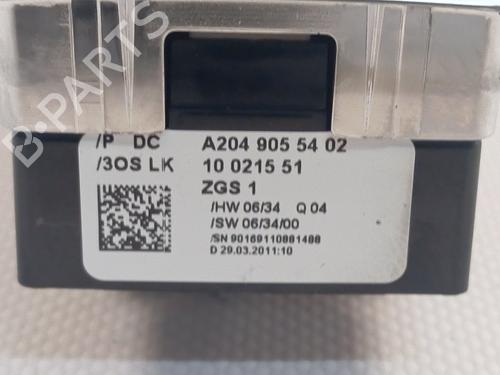 /P DC A204 905 54 02
/3OS LK 10 0215 51
ZGS 1
/HW 06/34 Q 04
/SW 06/34/00
/SN 90169110881488
D 29.03.2011:10
B-PARTS